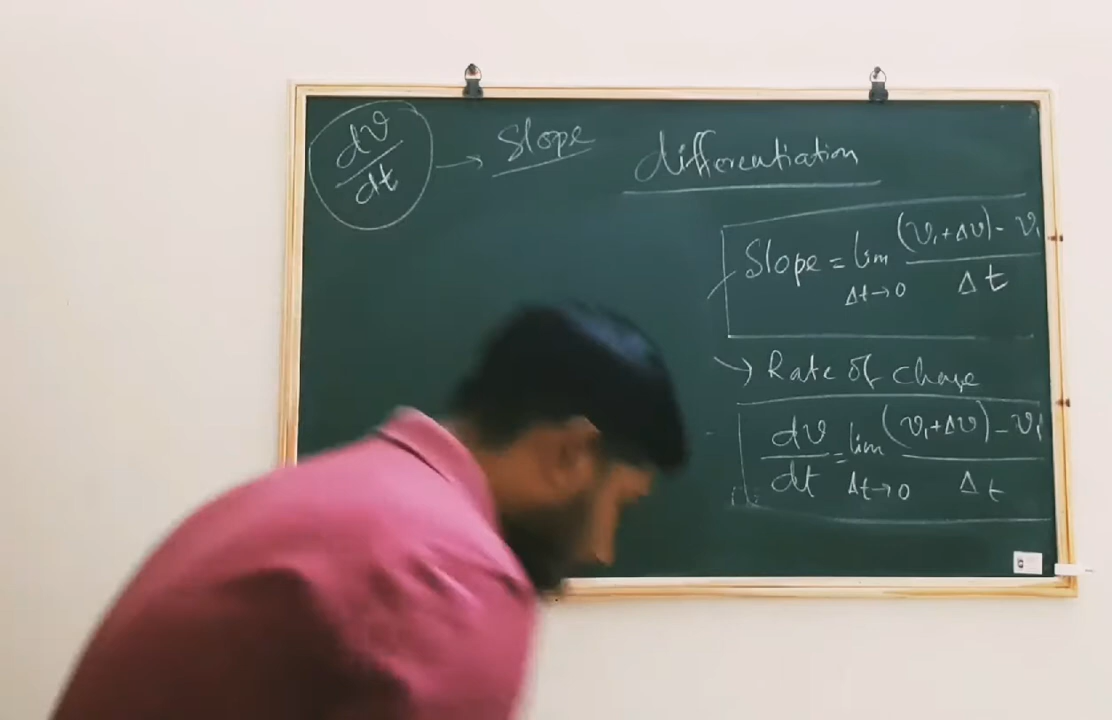 dv/dt → Slope
differentiation
Slope = lim Δt→0 (v₁+Δv) - v₁ / Δt
→ Rate of change
dv/dt = lim Δt→0 (v₁+Δv) - v₁ / Δt